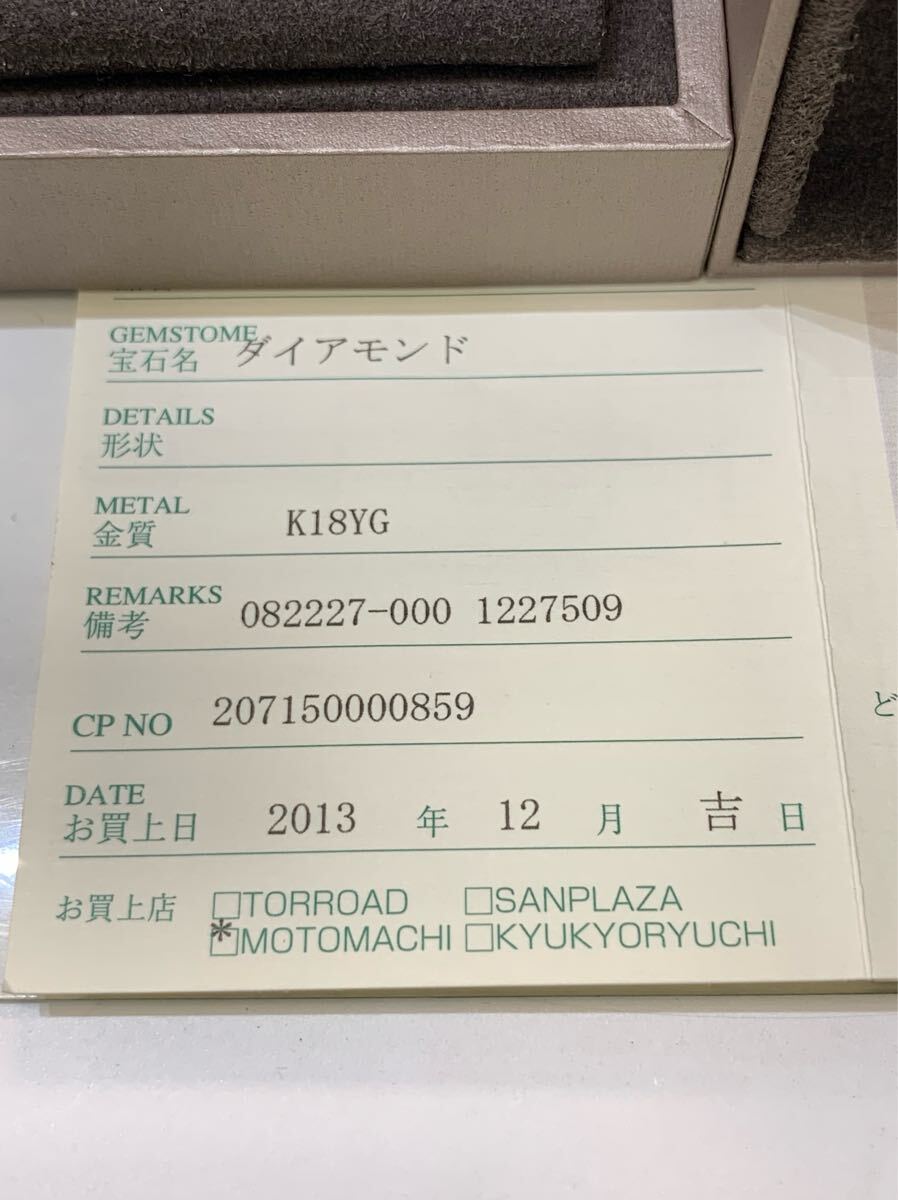 GEMSTOME
宝石名 ダイアモンド
DETAILS
形状
METAL
金質 K18YG
REMARKS
備考 082227-000 1227509
CP NO 207150000859
DATE
お買上日 2013 年 12 月 吉 日
お買上店 □TORROAD □SANPLAZA
*□MOTOMACHI □KYUKYORYUCHI
ど